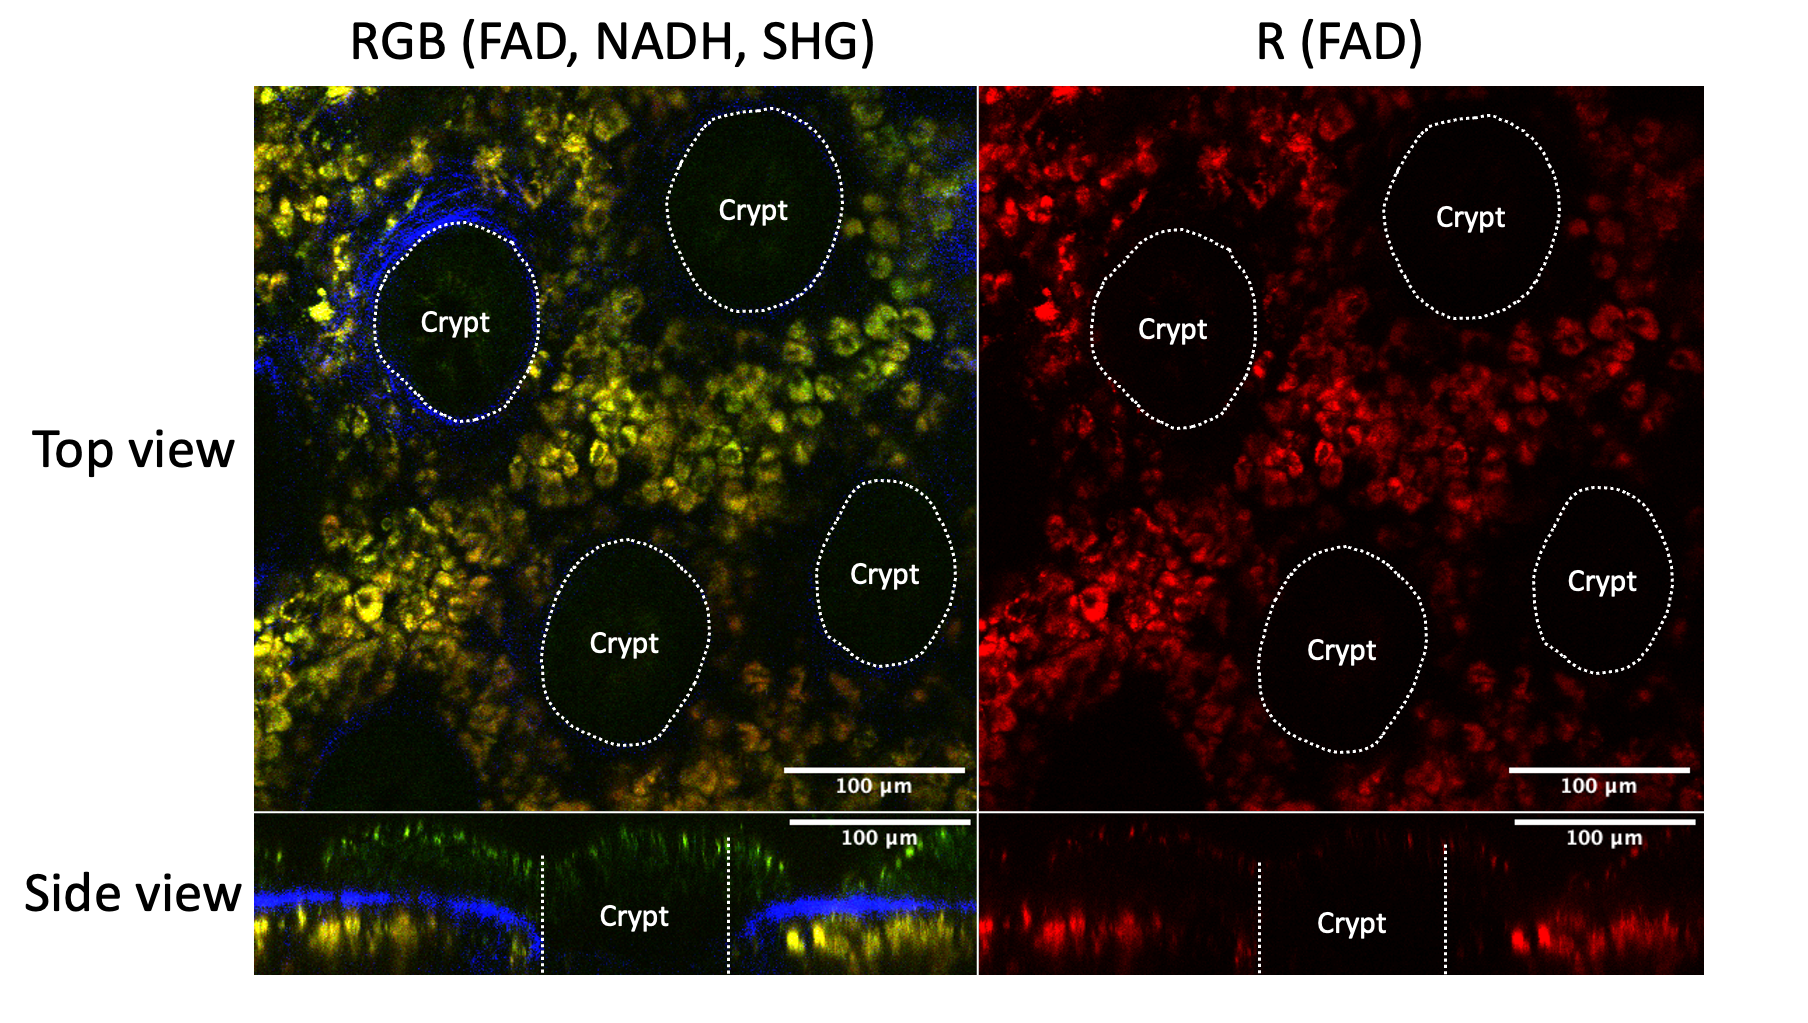 RGB (FAD, NADH, SHG)
R (FAD)
Top view
Crypt
Crypt
Crypt
Crypt
100 µm
Crypt
Crypt
Crypt
Crypt
100 µm
Side view
100 µm
Crypt
100 µm
Crypt